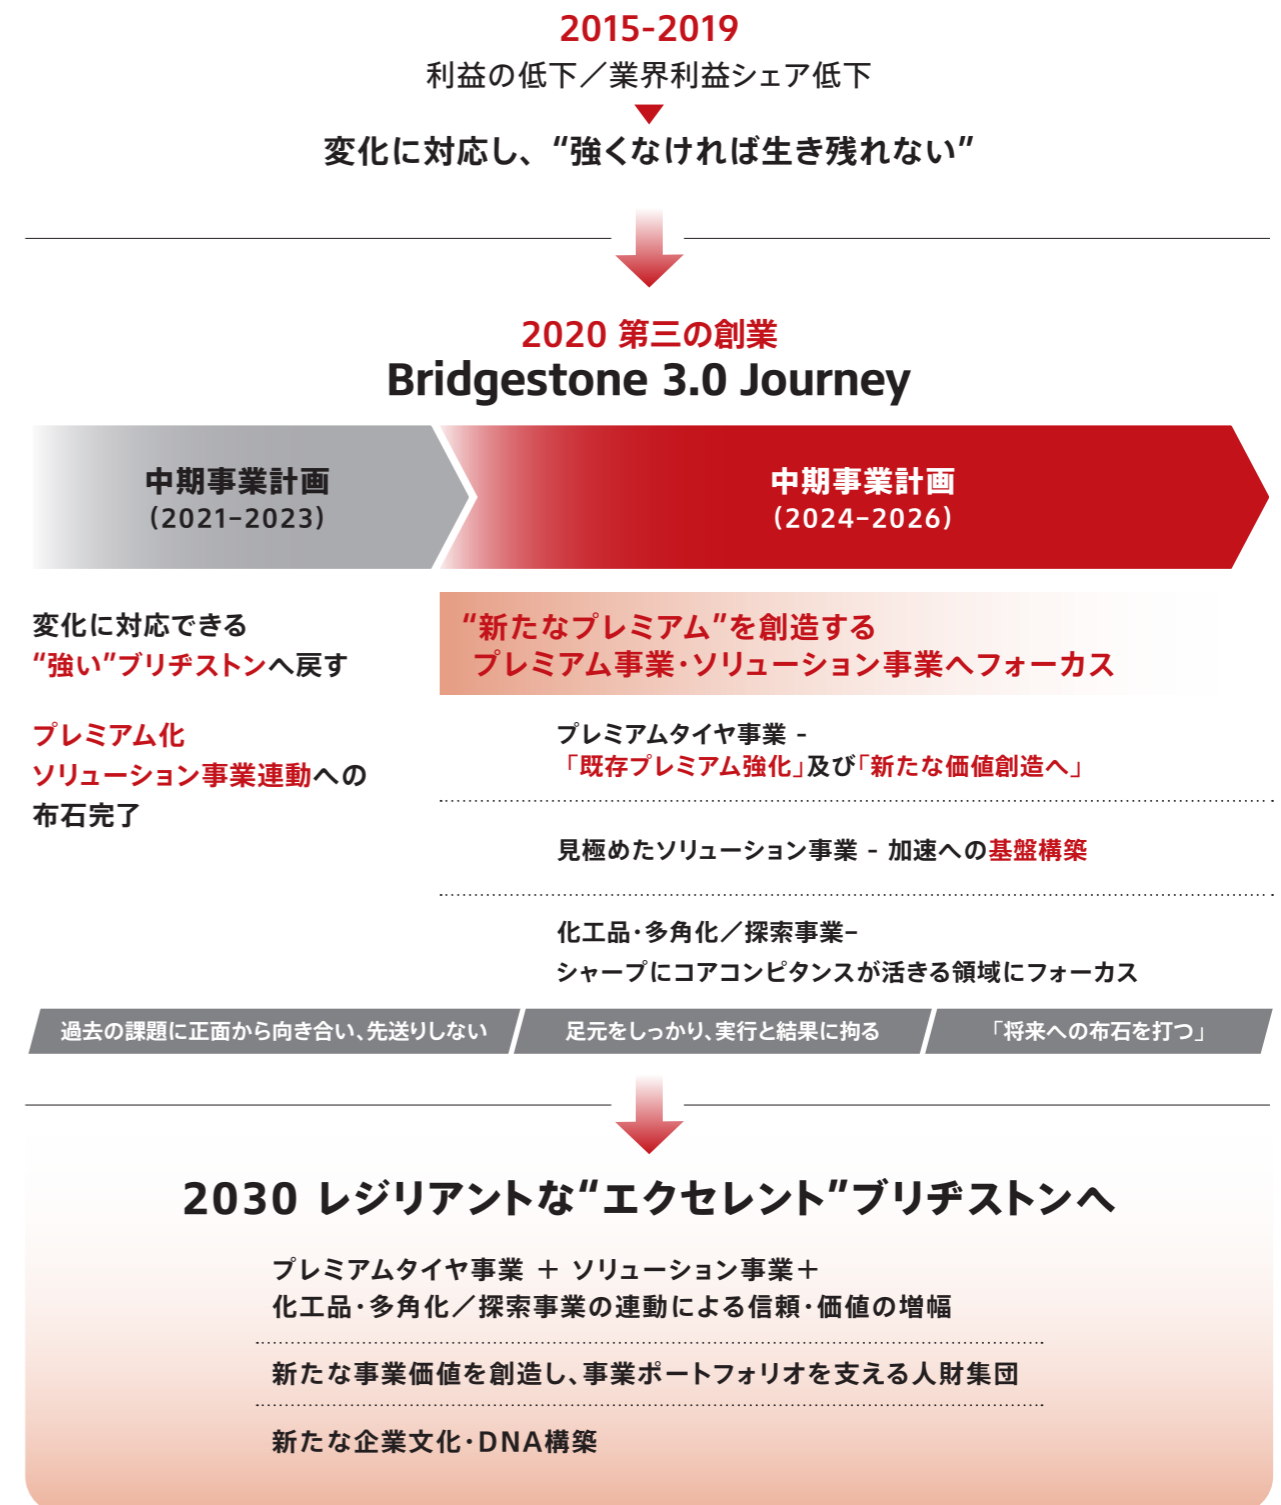 2015-2019
利益の低下／業界利益シェア低下
変化に対応し、“強くなければ生き残れない”
2020 第三の創業
Bridgestone 3.0 Journey
中期事業計画
(2021-2023)
中期事業計画
(2024-2026)
変化に対応できる
“強い”ブリヂストンへ戻す
プレミアム化
ソリューション事業連動への
布石完了
“新たなプレミアム”を創造する
プレミアム事業・ソリューション事業へフォーカス
プレミアムタイヤ事業 -
「既存プレミアム強化」及び「新たな価値創造へ」
見極めたソリューション事業 - 加速への基盤構築
化工品・多角化／探索事業-
シャープにコアコンピタンスが活きる領域にフォーカス
過去の課題に正面から向き合い、先送りしない
足元をしっかり、実行と結果に拘る
「将来への布石を打つ」
2030 レジリアントな“エクセレント”ブリヂストンへ
プレミアムタイヤ事業 ＋ ソリューション事業＋
化工品・多角化／探索事業の連動による信頼・価値の増幅
新たな事業価値を創造し、事業ポートフォリオを支える人財集団
新たな企業文化・DNA構築